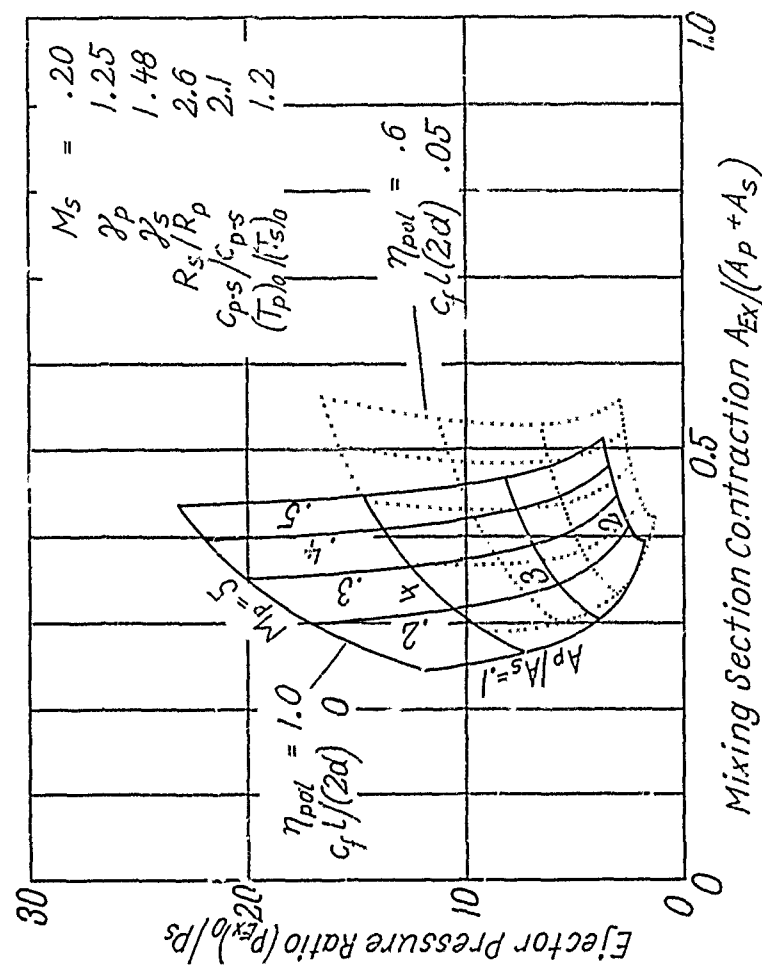 30
20
10
0
0
0.5
1.0
Ejector Pressure Ratio (PEx)0/Ps
Mixing Section Contraction AEx/(Ap + As)
Ms = .20
γp 1.25
γs 1.48
Rs/Rp 2.6
cp-s/cp-s 2.1
(Tp)0/(Ts)0 1.2
ηpol = 1.0
cf l/(2d) 0
ηpol = .6
cf l(2d) .05
Mp=5
4
3
2
Ap/As=.1
.2
.3
.4
.5